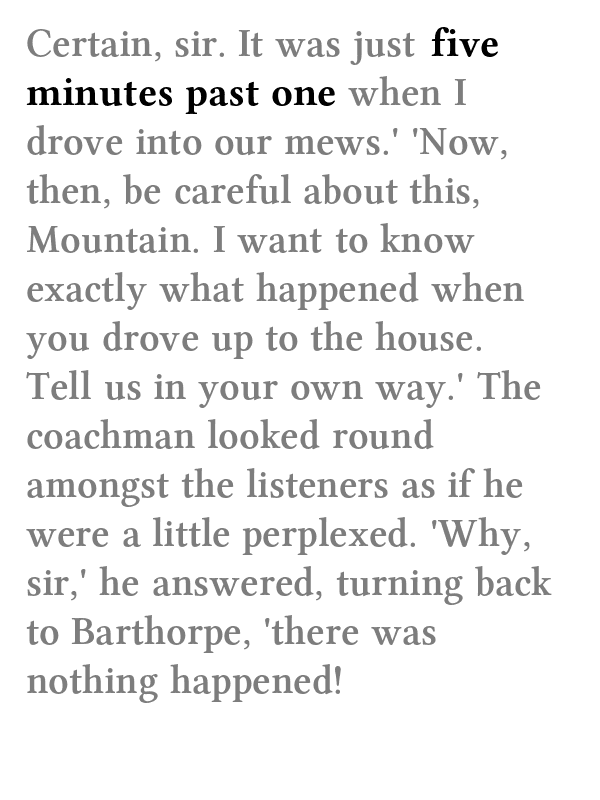 Certain, sir. It was just five
minutes past one when I
drove into our mews.' 'Now,
then, be careful about this,
Mountain. I want to know
exactly what happened when
you drove up to the house.
Tell us in your own way.' The
coachman looked round
amongst the listeners as if he
were a little perplexed. 'Why,
sir,' he answered, turning back
to Barthorpe, 'there was
nothing happened!